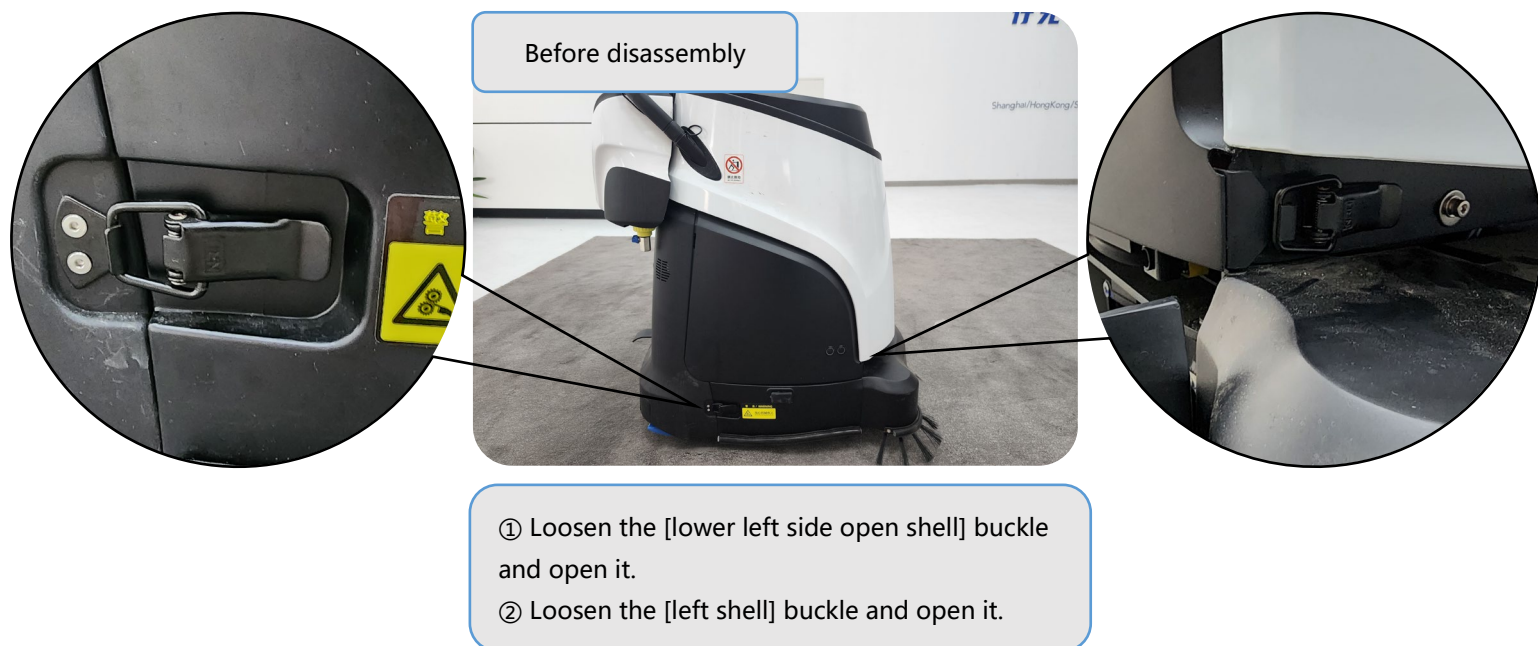 Before disassembly
Shanghai/HongKong/S
警
① Loosen the [lower left side open shell] buckle
and open it.
② Loosen the [left shell] buckle and open it.